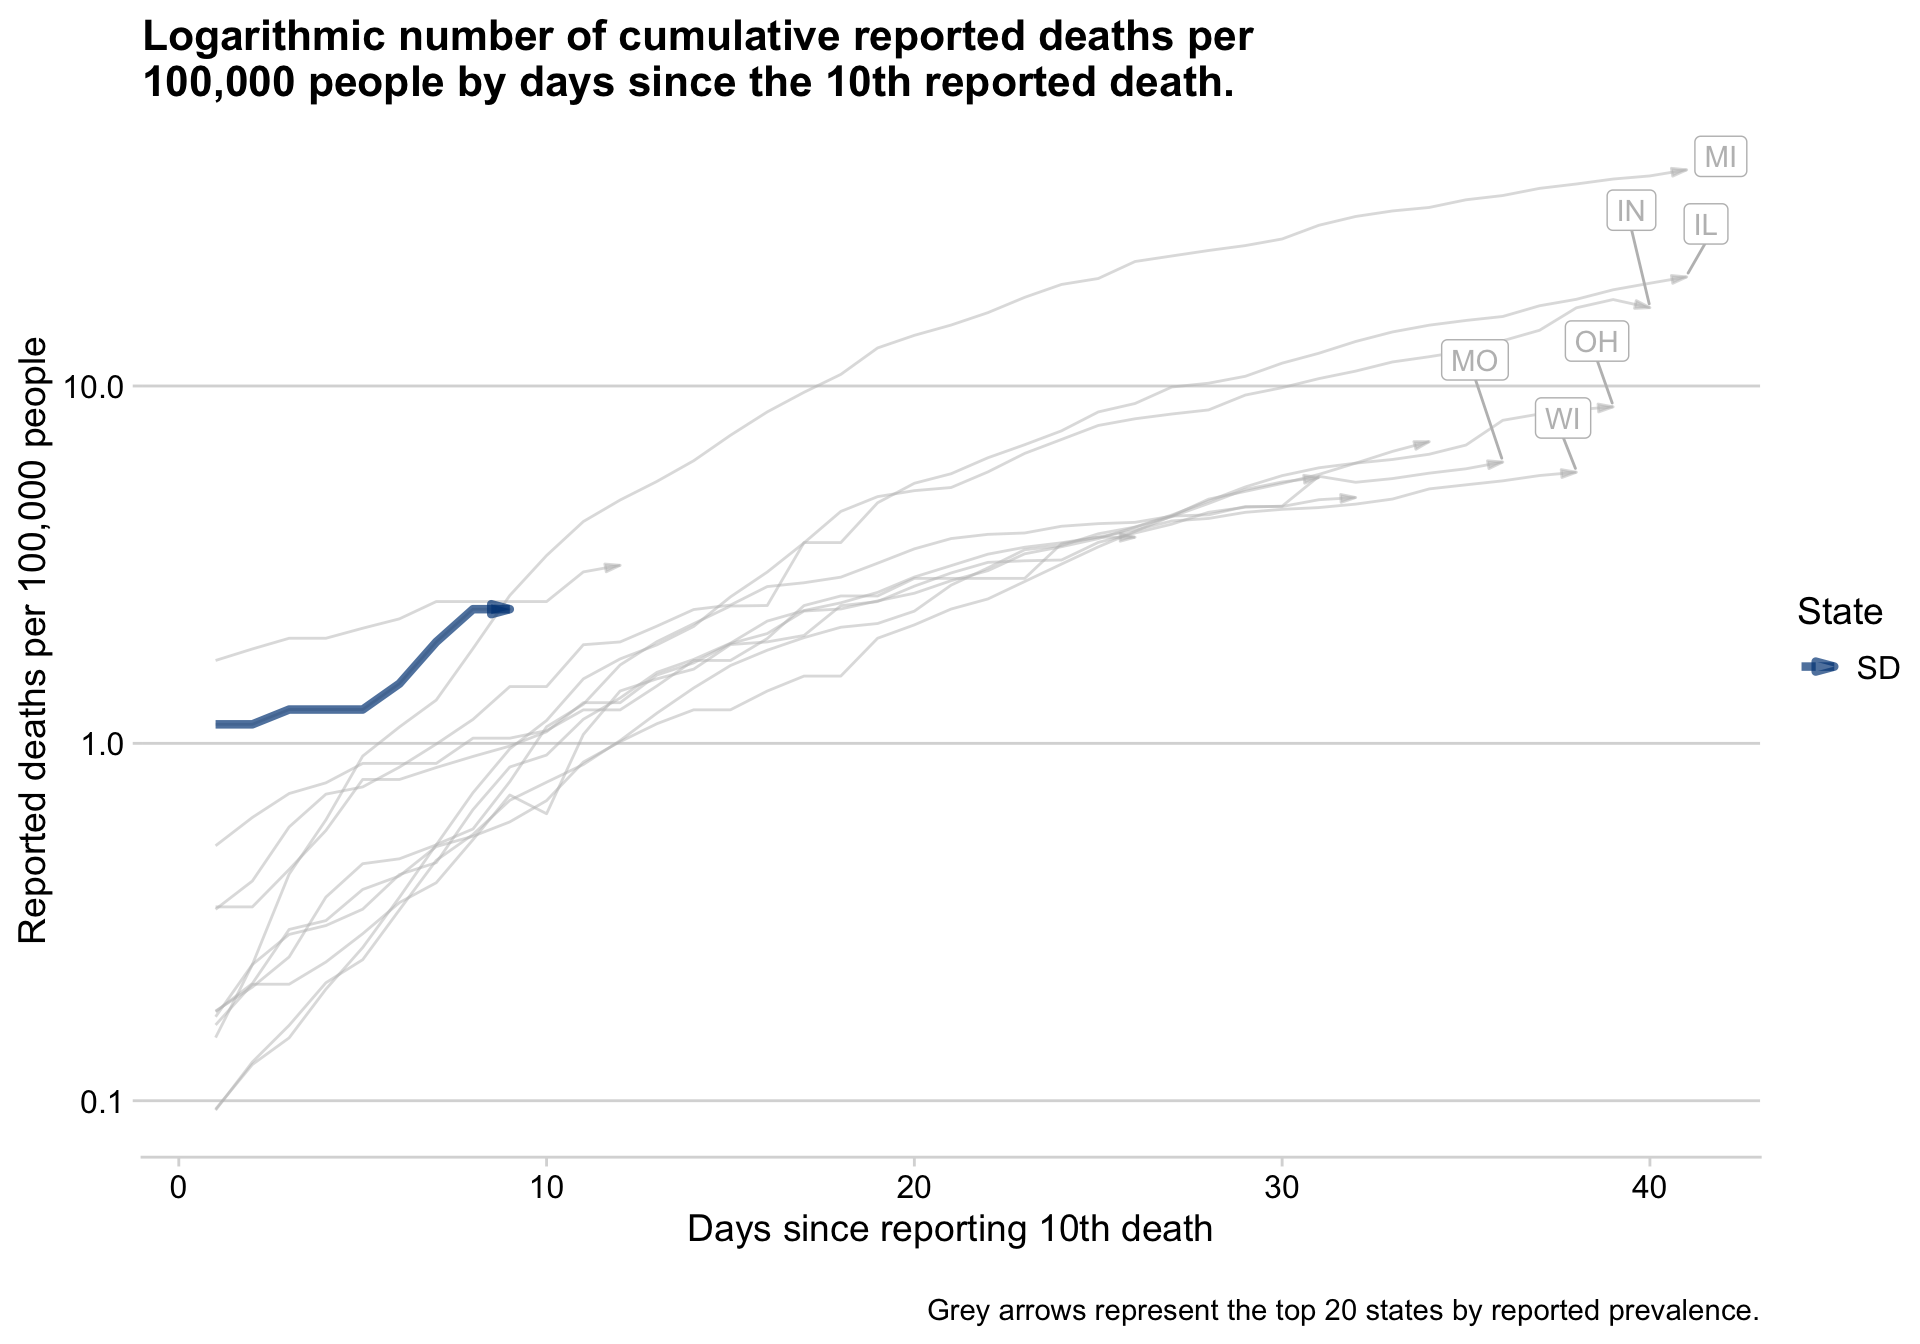 Logarithmic number of cumulative reported deaths per
100,000 people by days since the 10th reported death.
MI
IN
IL
OH
MO
WI
10.0
1.0
0.1
Reported deaths per 100,000 people
State
SD
0
10
20
30
40
Days since reporting 10th death
Grey arrows represent the top 20 states by reported prevalence.